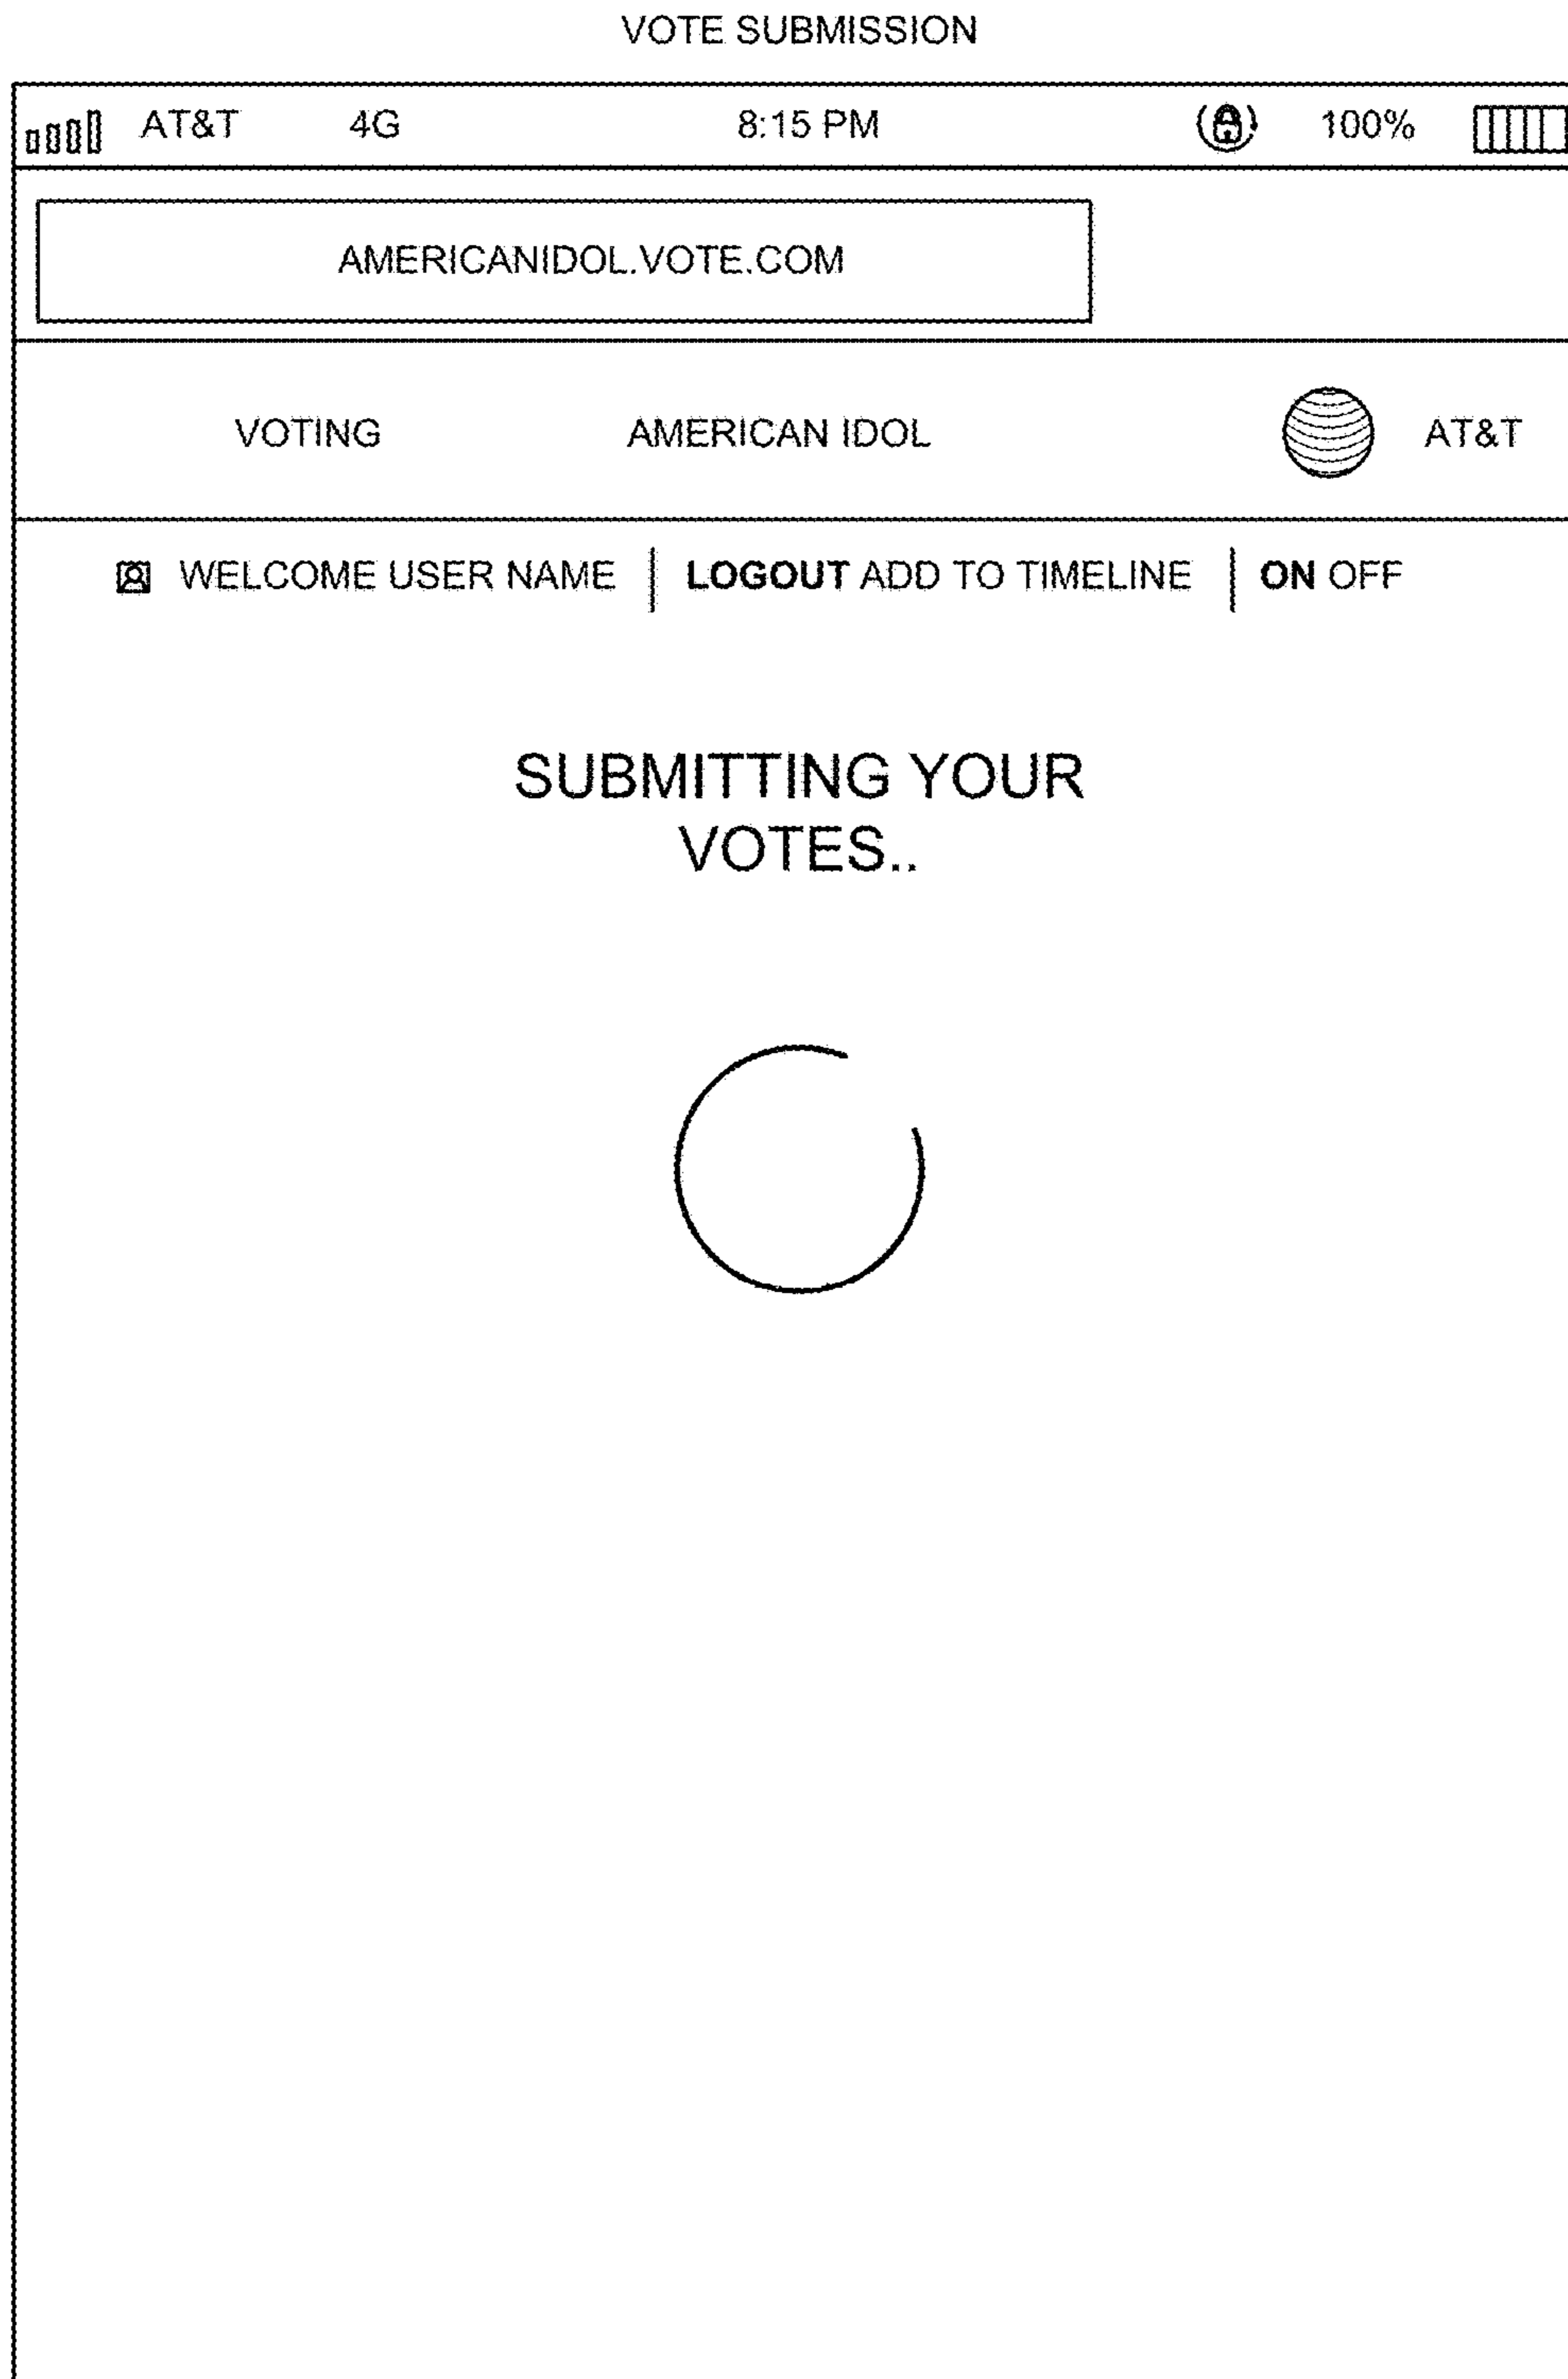 VOTE SUBMISSION
AT&T 4G 8:15 PM 100%
AMERICANIDOL.VOTE.COM
VOTING AMERICAN IDOL AT&T
WELCOME USER NAME | LOGOUT ADD TO TIMELINE | ON OFF
SUBMITTING YOUR
VOTES..